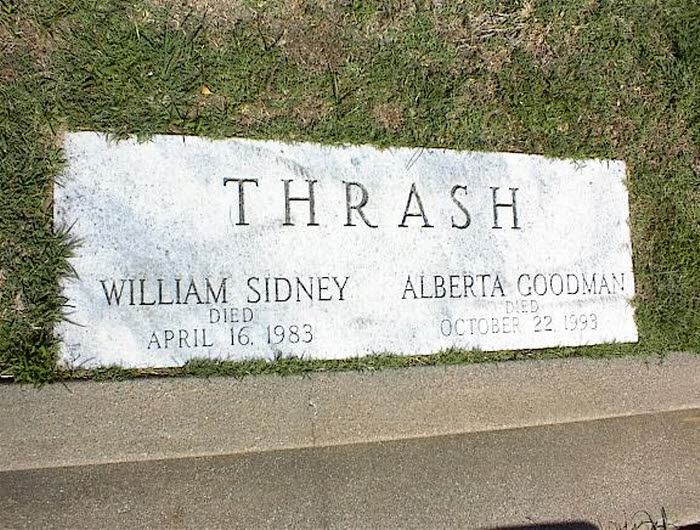 THRASH
WILLIAM SIDNEY
DIED
APRIL 16, 1983
ALBERTA GOODMAN
DIED
OCTOBER 22 1993